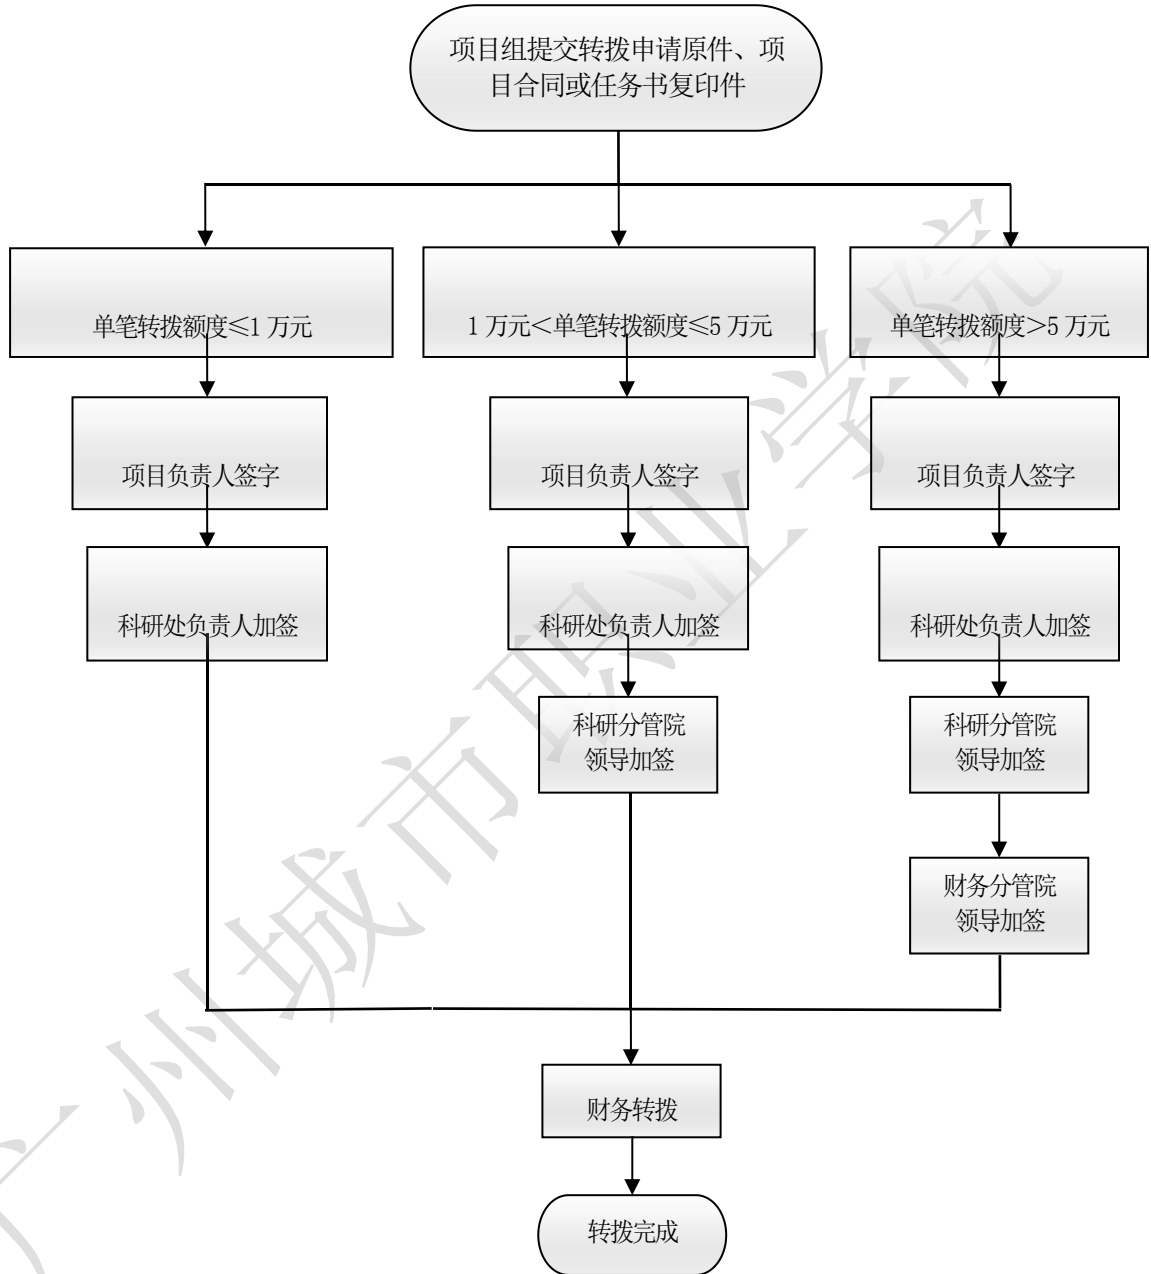 项目组提交转拨申请原件、项
目合同或任务书复印件
单笔转拨额度≤1 万元
1 万元＜单笔转拨额度≤5 万元
单笔转拨额度＞5 万元
项目负责人签字
项目负责人签字
项目负责人签字
科研处负责人加签
科研处负责人加签
科研处负责人加签
科研分管院
领导加签
科研分管院
领导加签
财务分管院
领导加签
财务转拨
转拨完成
广州城市职业学院